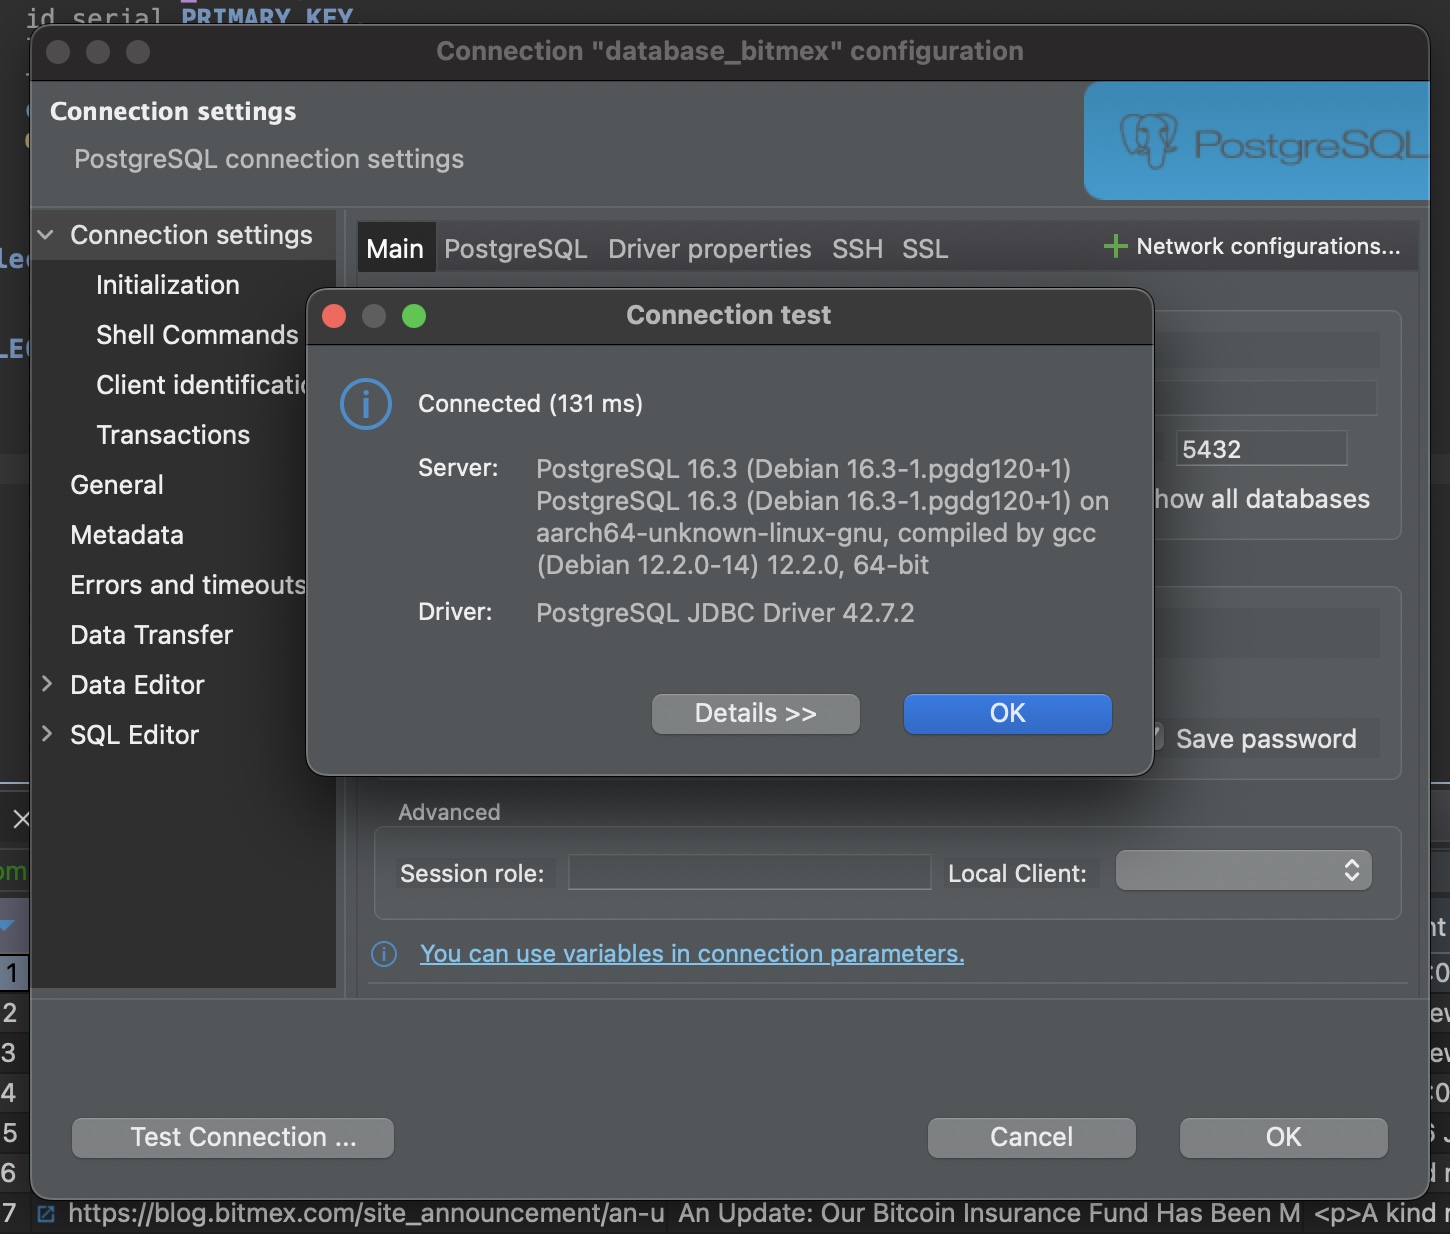 id serial PRIMARY KEY,
Connection "database_bitmex" configuration
Connection settings
PostgreSQL connection settings
PostgreSQL
Connection settings
Initialization
Shell Commands
Client identificatio
Transactions
General
Metadata
Errors and timeouts
Data Transfer
Data Editor
SQL Editor
Main PostgreSQL Driver properties SSH SSL Network configurations...
Connection test
Connected (131 ms)
Server: PostgreSQL 16.3 (Debian 16.3-1.pgdg120+1)
PostgreSQL 16.3 (Debian 16.3-1.pgdg120+1) on
aarch64-unknown-linux-gnu, compiled by gcc
(Debian 12.2.0-14) 12.2.0, 64-bit
Driver: PostgreSQL JDBC Driver 42.7.2
Details >> OK
5432
how all databases
Save password
Advanced
Session role: Local Client:
You can use variables in connection parameters.
Test Connection ... Cancel OK
1
2
3
4
5
6
7 https://blog.bitmex.com/site_announcement/an-u An Update: Our Bitcoin Insurance Fund Has Been M <p>A kind r